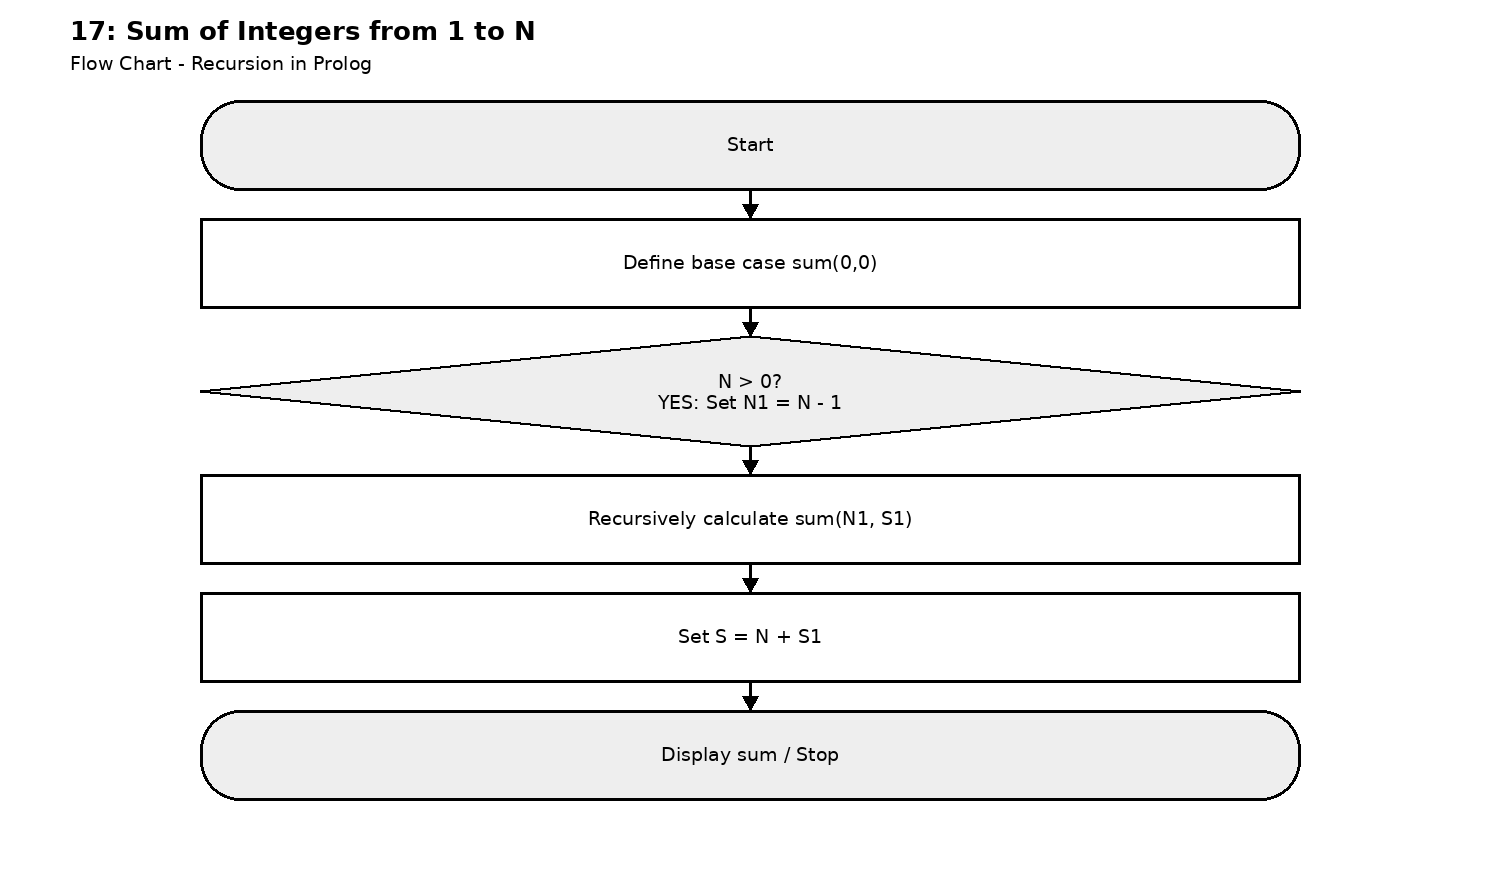 17: Sum of Integers from 1 to N
Flow Chart - Recursion in Prolog
Start
Define base case sum(0,0)
N > 0?
YES: Set N1 = N - 1
Recursively calculate sum(N1, S1)
Set S = N + S1
Display sum / Stop